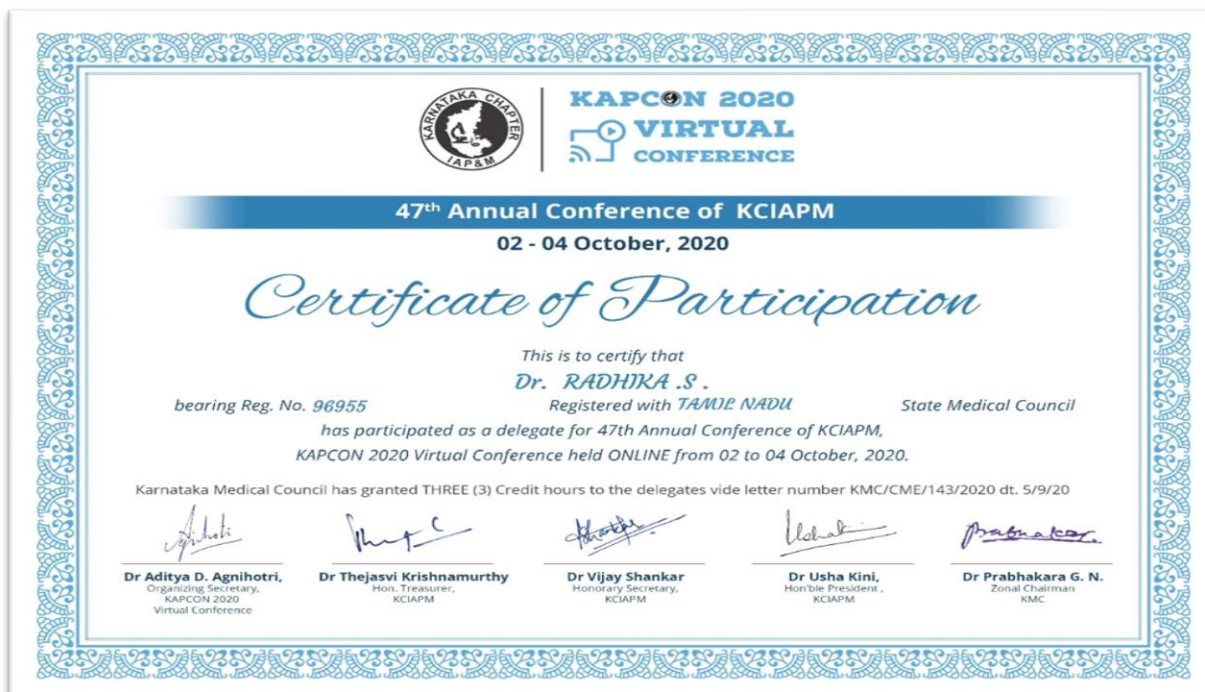 KARNATAKA CHAPTER
IAP&M
KAPCON 2020
VIRTUAL
CONFERENCE
47th Annual Conference of KCIAPM
02 - 04 October, 2020
Certificate of Participation
This is to certify that
Dr. RADHIKA .S .
bearing Reg. No. 96955 Registered with TAMIL NADU State Medical Council
has participated as a delegate for 47th Annual Conference of KCIAPM,
KAPCON 2020 Virtual Conference held ONLINE from 02 to 04 October, 2020.
Karnataka Medical Council has granted THREE (3) Credit hours to the delegates vide letter number KMC/CME/143/2020 dt. 5/9/20
Dr Aditya D. Agnihotri, Dr Thejasvi Krishnamurthy Dr Vijay Shankar Dr Usha Kini, Dr Prabhakara G. N.
Organizing Secretary, Hon. Treasurer, Honorary Secretary, Hon'ble President , Zonal Chairman
KAPCON 2020 KCIAPM KCIAPM KCIAPM KMC
Virtual Conference